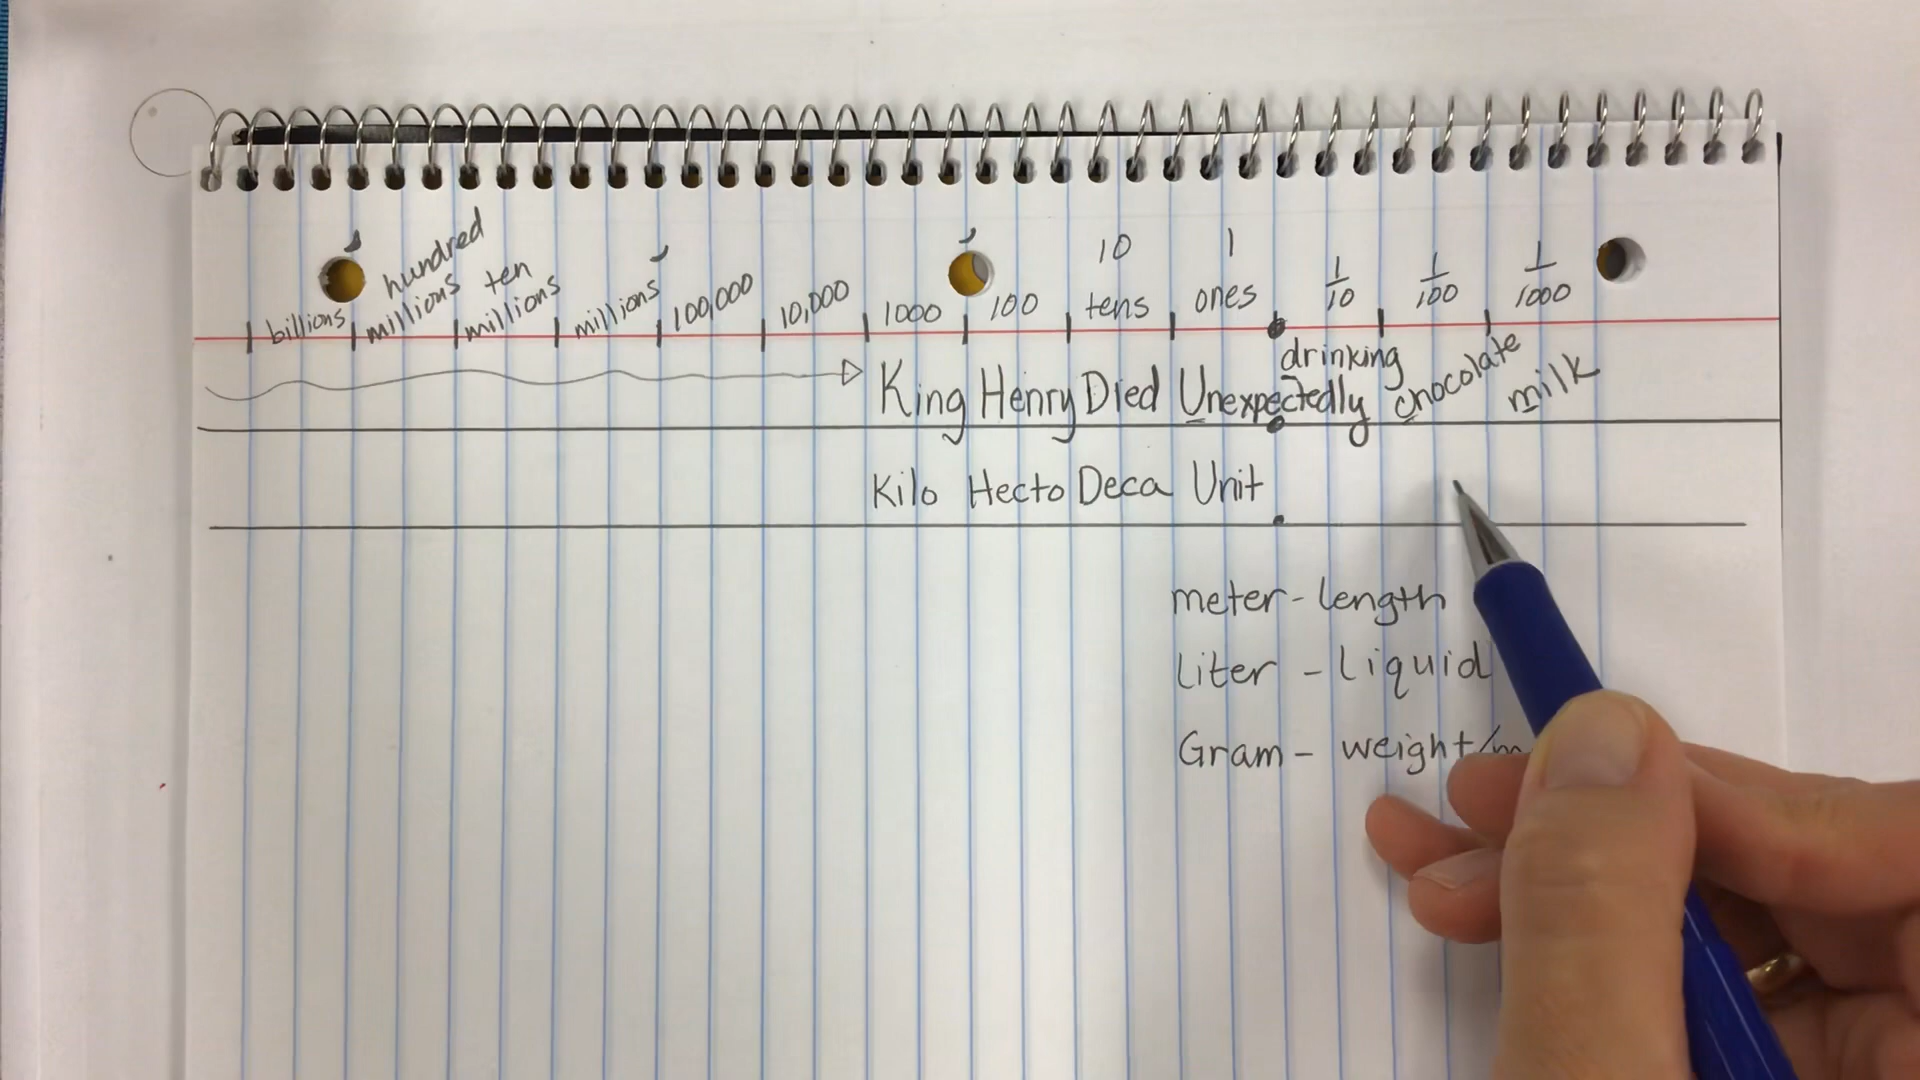 hundred
millions
ten
millions
billions
millions
100,000
10,000
1000
100
10
tens
1
ones
1/10
1/100
1/1000
King Henry Died Unexpectedly drinking chocolate milk
Kilo Hecto Deca Unit
meter - length
Liter - Liquid
Gram - weight/